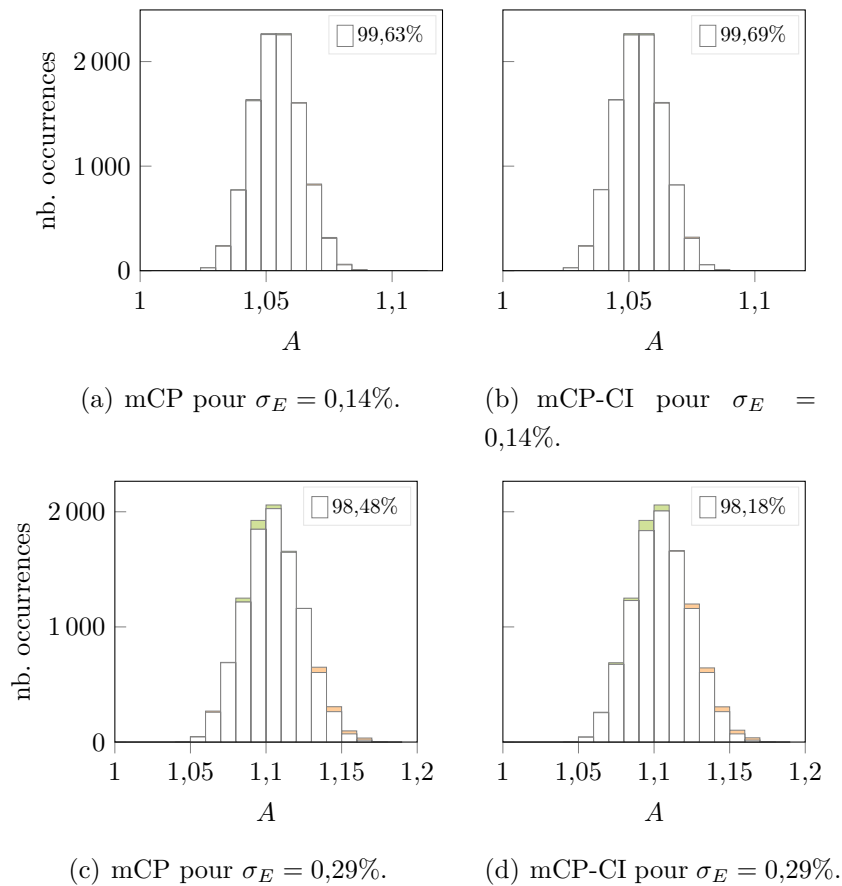 99,63%
nb. occurrences
2 000
1 000
0
1
1,05
1,1
A
(a) mCP pour σ_E = 0,14%.
99,69%
1
1,05
1,1
A
(b) mCP-CI pour σ_E =
0,14%.
98,48%
nb. occurrences
2 000
1 000
0
1
1,05
1,1
1,15
1,2
A
(c) mCP pour σ_E = 0,29%.
98,18%
1
1,05
1,1
1,15
1,2
A
(d) mCP-CI pour σ_E = 0,29%.